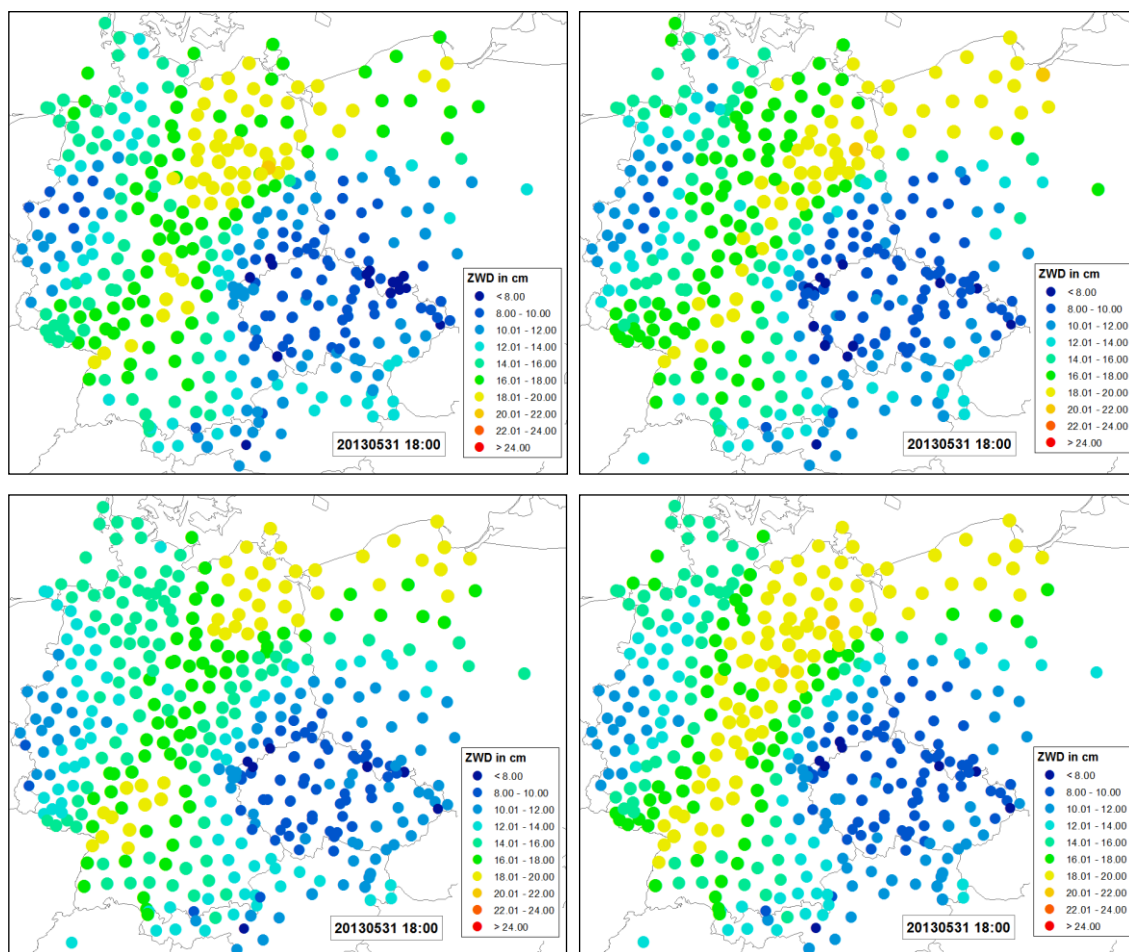 ZWD in cm
< 8.00
8.00 - 10.00
10.01 - 12.00
12.01 - 14.00
14.01 - 16.00
16.01 - 18.00
18.01 - 20.00
20.01 - 22.00
22.01 - 24.00
> 24.00
20130531 18:00
ZWD in cm
< 8.00
8.00 - 10.00
10.01 - 12.00
12.01 - 14.00
14.01 - 16.00
16.01 - 18.00
18.01 - 20.00
20.01 - 22.00
22.01 - 24.00
> 24.00
20130531 18:00
ZWD in cm
< 8.00
8.00 - 10.00
10.01 - 12.00
12.01 - 14.00
14.01 - 16.00
16.01 - 18.00
18.01 - 20.00
20.01 - 22.00
22.01 - 24.00
> 24.00
20130531 18:00
ZWD in cm
< 8.00
8.00 - 10.00
10.01 - 12.00
12.01 - 14.00
14.01 - 16.00
16.01 - 18.00
18.01 - 20.00
20.01 - 22.00
22.01 - 24.00
> 24.00
20130531 18:00